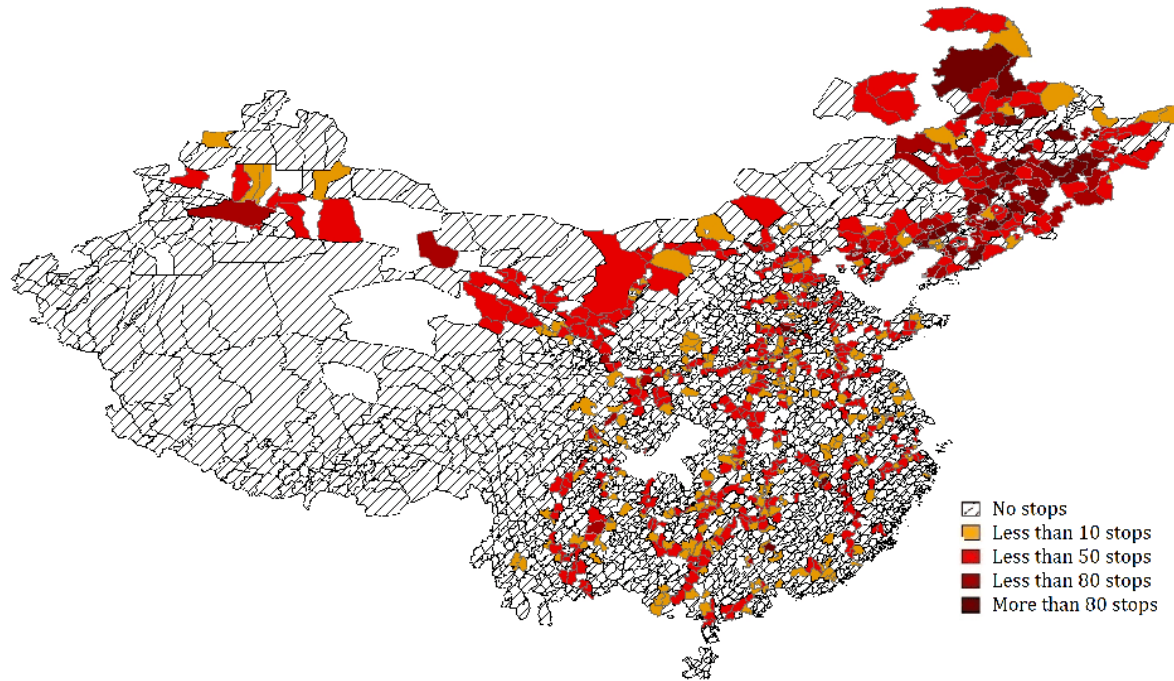 No stops
Less than 10 stops
Less than 50 stops
Less than 80 stops
More than 80 stops